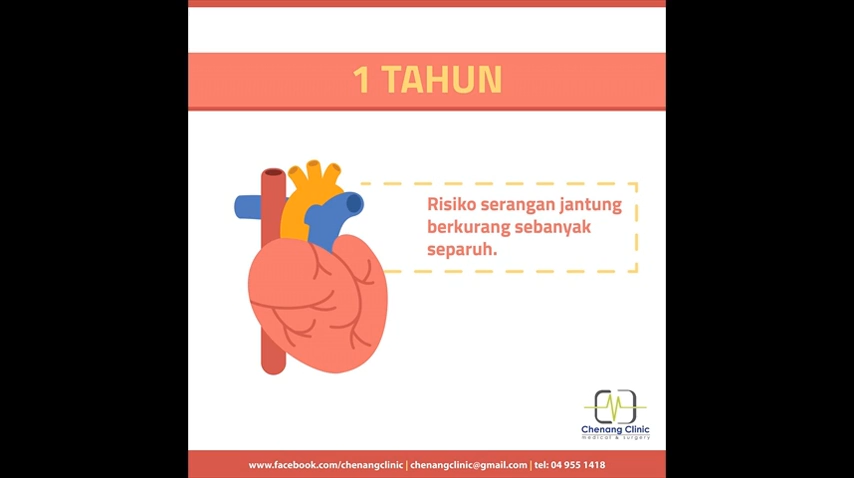 1 TAHUN
Risiko serangan jantung
berkurang sebanyak
separuh.
Chenang Clinic
medical & surgery
www.facebook.com/chenangclinic | chenangclinic@gmail.com | tel: 04 955 1418